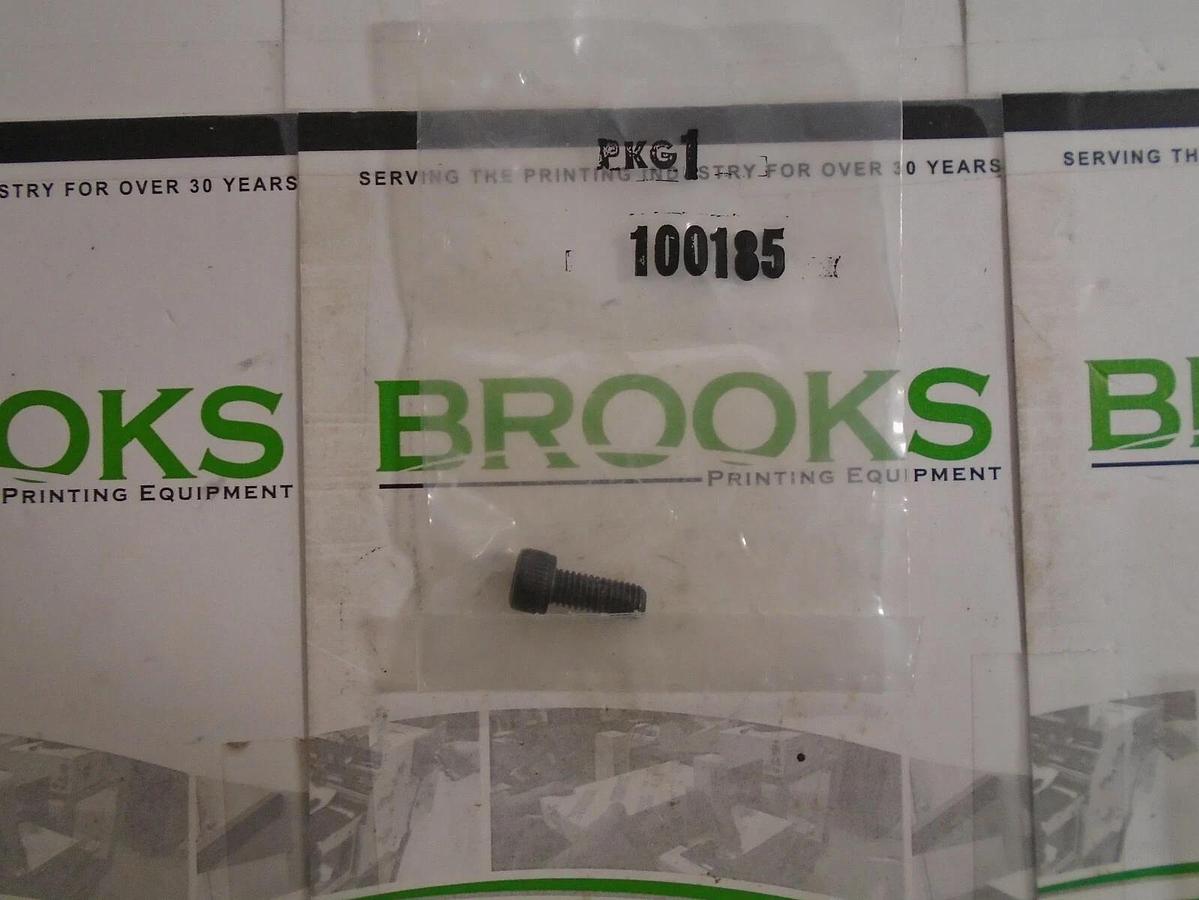 PKG1
STRY FOR OVER 30 YEARS
SERVING THE PRINTING INDUSTRY FOR OVER 30 YEARS
SERVING TH
100185
OKS
PRINTING EQUIPMENT
BROOKS
PRINTING EQUIPMENT
B